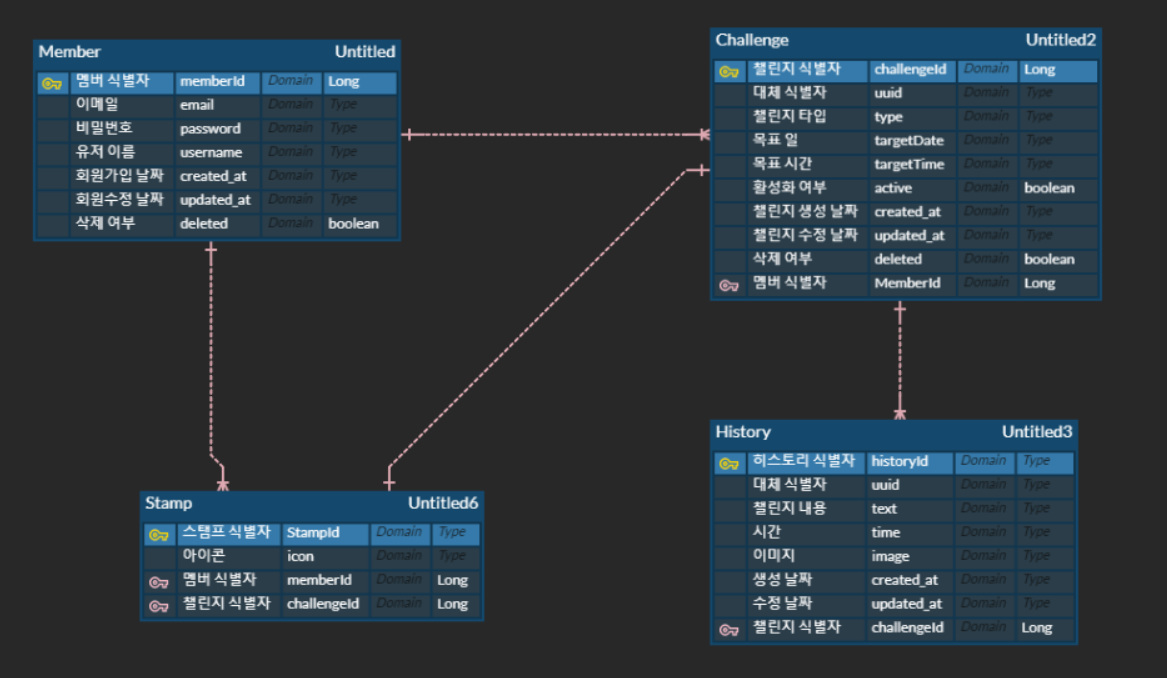 Member Untitled
멤버 식별자 memberId Domain Long
이메일 email Domain Type
비밀번호 password Domain Type
유저 이름 username Domain Type
회원가입 날짜 created_at Domain Type
회원수정 날짜 updated_at Domain Type
삭제 여부 deleted Domain boolean
Challenge Untitled2
챌린지 식별자 challengeId Domain Long
대체 식별자 uuid Domain Type
챌린지 타입 type Domain Type
목표 일 targetDate Domain Type
목표 시간 targetTime Domain Type
활성화 여부 active Domain boolean
챌린지 생성 날짜 created_at Domain Type
챌린지 수정 날짜 updated_at Domain Type
삭제 여부 deleted Domain boolean
멤버 식별자 MemberId Domain Long
Stamp Untitled6
스탬프 식별자 StampId Domain Type
아이콘 icon Domain Type
멤버 식별자 memberId Domain Long
챌린지 식별자 challengeId Domain Long
History Untitled3
히스토리 식별자 historyId Domain Type
대체 식별자 uuid Domain Type
챌린지 내용 text Domain Type
시간 time Domain Type
이미지 image Domain Type
생성 날짜 created_at Domain Type
수정 날짜 updated_at Domain Type
챌린지 식별자 challengeId Domain Long